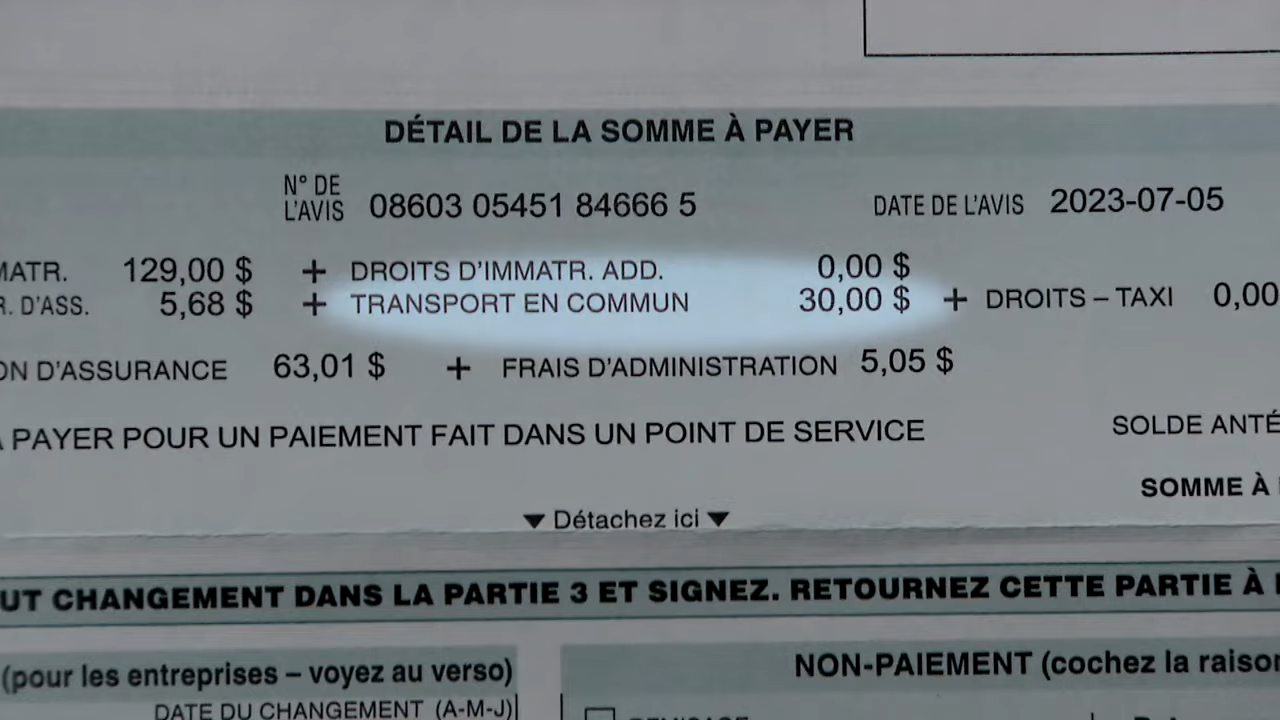 DÉTAIL DE LA SOMME À PAYER
N° DE L'AVIS 08603 05451 84666 5 DATE DE L'AVIS 2023-07-05
MATR. 129,00 $ + DROITS D'IMMATR. ADD. 0,00 $
R. D'ASS. 5,68 $ + TRANSPORT EN COMMUN 30,00 $ + DROITS – TAXI 0,00
ON D'ASSURANCE 63,01 $ + FRAIS D'ADMINISTRATION 5,05 $
À PAYER POUR UN PAIEMENT FAIT DANS UN POINT DE SERVICE SOLDE ANTÉ
SOMME À
▼ Détachez ici ▼
UT CHANGEMENT DANS LA PARTIE 3 ET SIGNEZ. RETOURNEZ CETTE PARTIE À
(pour les entreprises – voyez au verso) NON-PAIEMENT (cochez la raison
DATE DU CHANGEMENT (A-M-J)